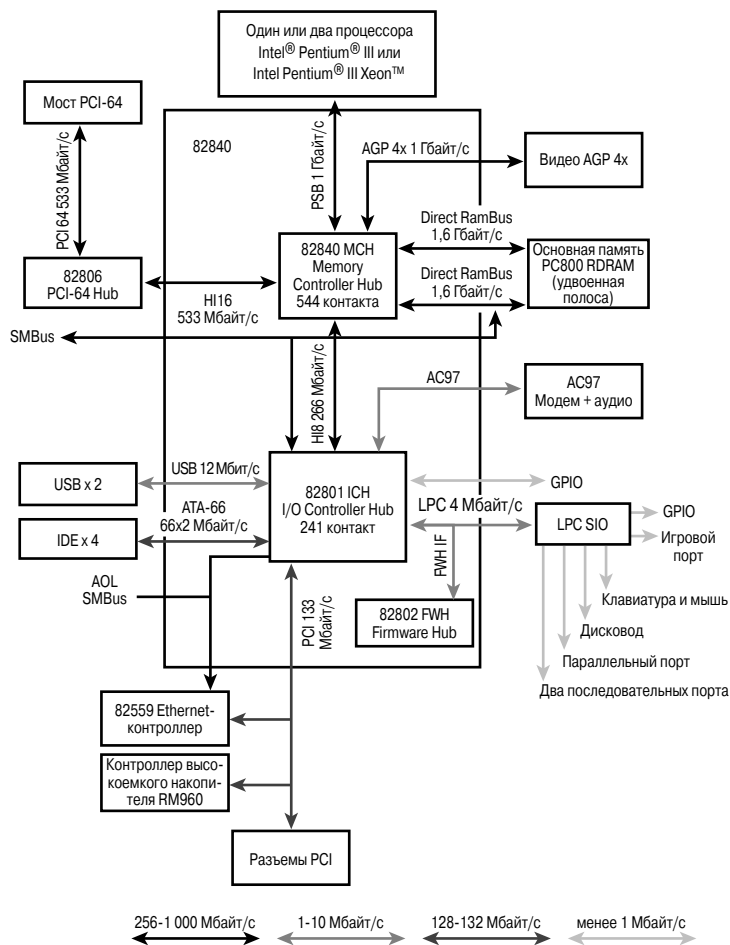 Один или два процессора
Intel® Pentium® III или
Intel Pentium® III Xeon™
Мост PCI-64
82840
PSB 1 Гбайт/с
AGP 4x 1 Гбайт/с
Видео AGP 4x
PCI 64 533 Мбайт/с
82840 MCH
Memory
Controller Hub
544 контакта
Direct RamBus
1,6 Гбайт/с
Direct RamBus
1,6 Гбайт/с
Основная память
PC800 RDRAM
(удвоенная
полоса)
82806
PCI-64 Hub
HI16
533 Мбайт/с
SMBus
HI8 266 Мбайт/с
AC97
AC97
Модем + аудио
USB x 2
USB 12 Мбит/с
82801 ICH
I/O Controller Hub
241 контакт
GPIO
IDE x 4
ATA-66
66x2 Мбайт/с
LPC 4 Мбайт/с
LPC SIO
GPIO
Игровой
порт
FWH IF
AOL
SMBus
PCI 133
Мбайт/с
82802 FWH
Firmware Hub
Клавиатура и мышь
Дисковод
Параллельный порт
Два последовательных порта
82559 Ethernet-
контроллер
Контроллер высо-
коемкого накопи-
теля RM960
Разъемы PCI
256-1 000 Мбайт/с
1-10 Мбайт/с
128-132 Мбайт/с
менее 1 Мбайт/с